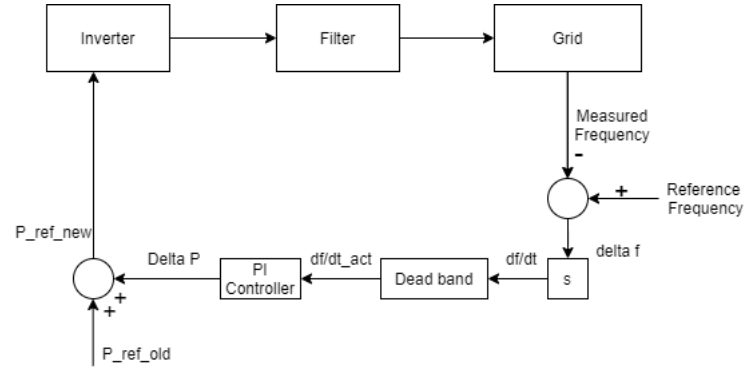 Inverter
Filter
Grid
Measured
Frequency
-
+
Reference
Frequency
P_ref_new
delta f
Delta P
df/dt_act
df/dt
PI
Controller
Dead band
s
+
+
P_ref_old